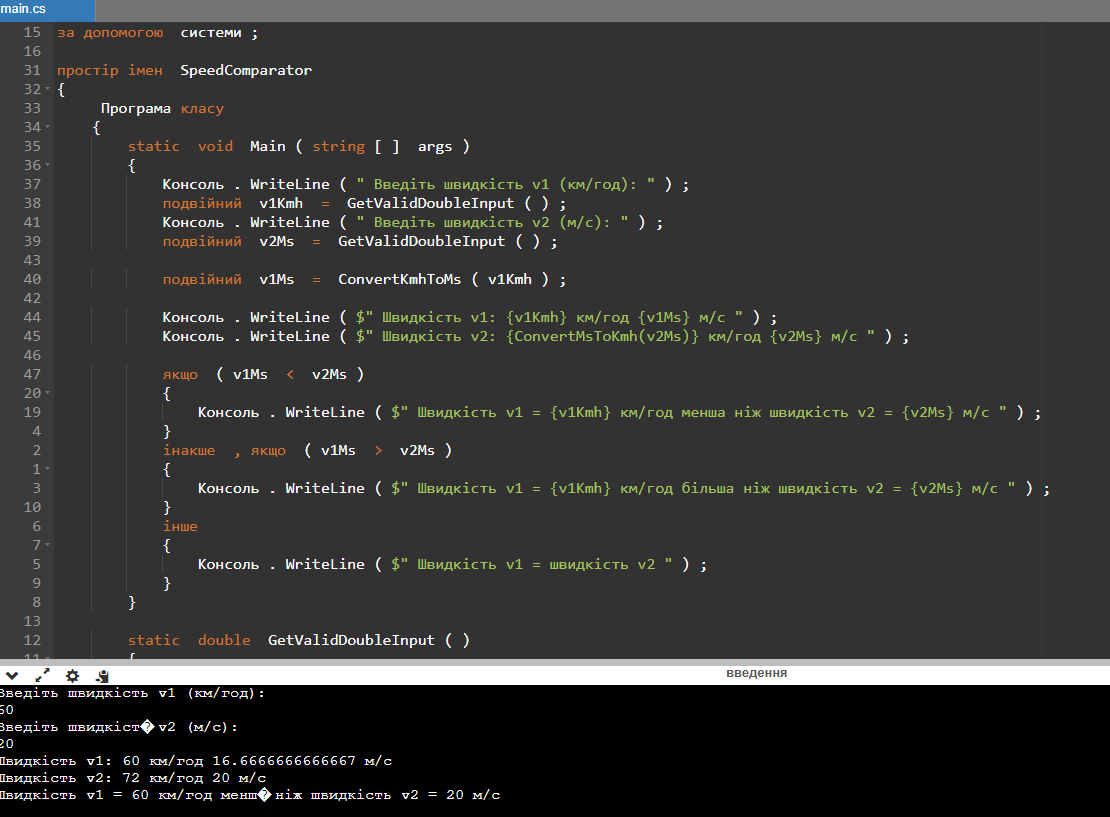 main.cs
15 за допомогою системи ;
16
31 простір імен SpeedComparator
32 {
33 Програма класу
34 {
35 static void Main ( string [ ] args )
36 {
37 Консоль . WriteLine ( " Введіть швидкість v1 (км/год): " ) ;
38 подвійний v1Kmh = GetValidDoubleInput ( ) ;
41 Консоль . WriteLine ( " Введіть швидкість v2 (м/с): " ) ;
39 подвійний v2Ms = GetValidDoubleInput ( ) ;
43
40 подвійний v1Ms = ConvertKmhToMs ( v1Kmh ) ;
42
44 Консоль . WriteLine ( $" Швидкість v1: {v1Kmh} км/год {v1Ms} м/с " ) ;
45 Консоль . WriteLine ( $" Швидкість v2: {ConvertMsToKmh(v2Ms)} км/год {v2Ms} м/с " ) ;
46
47 якщо ( v1Ms < v2Ms )
20 {
19 Консоль . WriteLine ( $" Швидкість v1 = {v1Kmh} км/год менша ніж швидкість v2 = {v2Ms} м/с " ) ;
4 }
2 інакше , якщо ( v1Ms > v2Ms )
1 {
3 Консоль . WriteLine ( $" Швидкість v1 = {v1Kmh} км/год більша ніж швидкість v2 = {v2Ms} м/с " ) ;
10 }
6 інше
7 {
5 Консоль . WriteLine ( $" Швидкість v1 = швидкість v2 " ) ;
9 }
8 }
13
12 static double GetValidDoubleInput ( )
11 {
введення
Введіть швидкість v1 (км/год):
60
Введіть швидкіст�v2 (м/с):
20
Швидкість v1: 60 км/год 16.6666666666667 м/с
Швидкість v2: 72 км/год 20 м/с
Швидкість v1 = 60 км/год менш�ніж швидкість v2 = 20 м/с